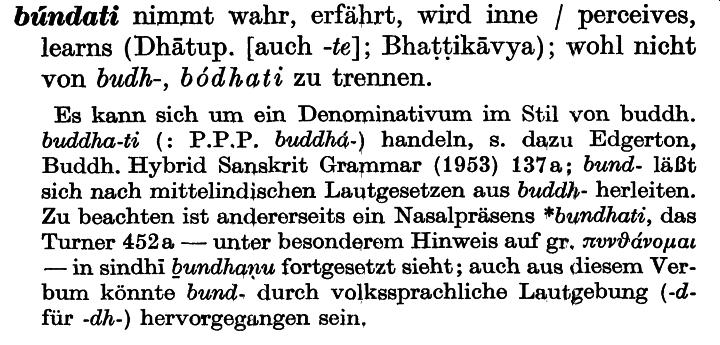 búndati nimmt wahr, erfährt, wird inne / perceives,
learns (Dhātup. [auch -te]; Bhaṭṭikāvya); wohl nicht
von budh-, bódhati zu trennen.
Es kann sich um ein Denominativum im Stil von buddh.
buddha-ti (: P.P.P. buddhá-) handeln, s. dazu Edgerton,
Buddh. Hybrid Sanskrit Grammar (1953) 137a; bund- läßt
sich nach mittelindischen Lautgesetzen aus buddh- herleiten.
Zu beachten ist andererseits ein Nasalpräsens *bundhati, das
Turner 452a — unter besonderem Hinweis auf gr. πυνθάνομαι
— in sindhī ḇundhaṇu fortgesetzt sieht; auch aus diesem Ver-
bum könnte bund- durch volkssprachliche Lautgebung (-d-
für -dh-) hervorgegangen sein.